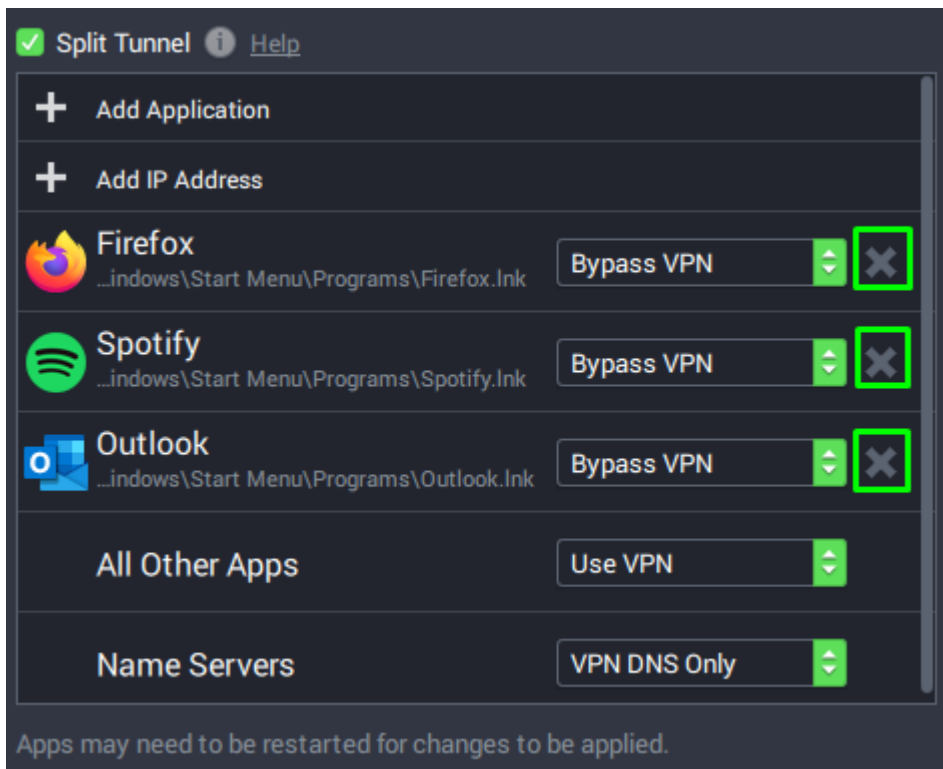 Split Tunnel Help
Add Application
Add IP Address
Firefox
...indows\Start Menu\Programs\Firefox.lnk
Bypass VPN
Spotify
...indows\Start Menu\Programs\Spotify.lnk
Bypass VPN
Outlook
...indows\Start Menu\Programs\Outlook.lnk
Bypass VPN
All Other Apps
Use VPN
Name Servers
VPN DNS Only
Apps may need to be restarted for changes to be applied.